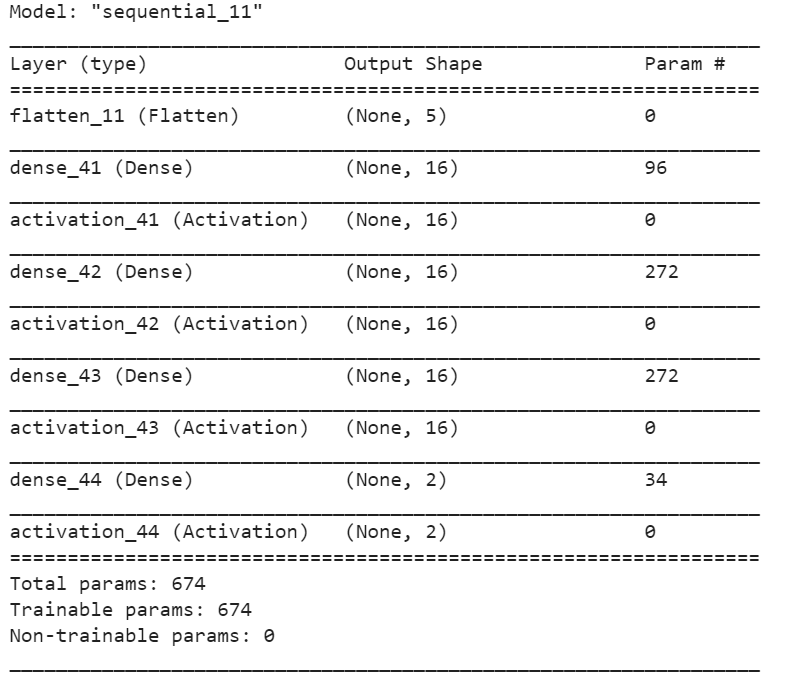 Model: "sequential_11"
_________________________________________________________________
Layer (type)                 Output Shape              Param #
=================================================================
flatten_11 (Flatten)         (None, 5)                 0
_________________________________________________________________
dense_41 (Dense)             (None, 16)                96
_________________________________________________________________
activation_41 (Activation)   (None, 16)                0
_________________________________________________________________
dense_42 (Dense)             (None, 16)                272
_________________________________________________________________
activation_42 (Activation)   (None, 16)                0
_________________________________________________________________
dense_43 (Dense)             (None, 16)                272
_________________________________________________________________
activation_43 (Activation)   (None, 16)                0
_________________________________________________________________
dense_44 (Dense)             (None, 2)                 34
_________________________________________________________________
activation_44 (Activation)   (None, 2)                 0
=================================================================
Total params: 674
Trainable params: 674
Non-trainable params: 0
_________________________________________________________________